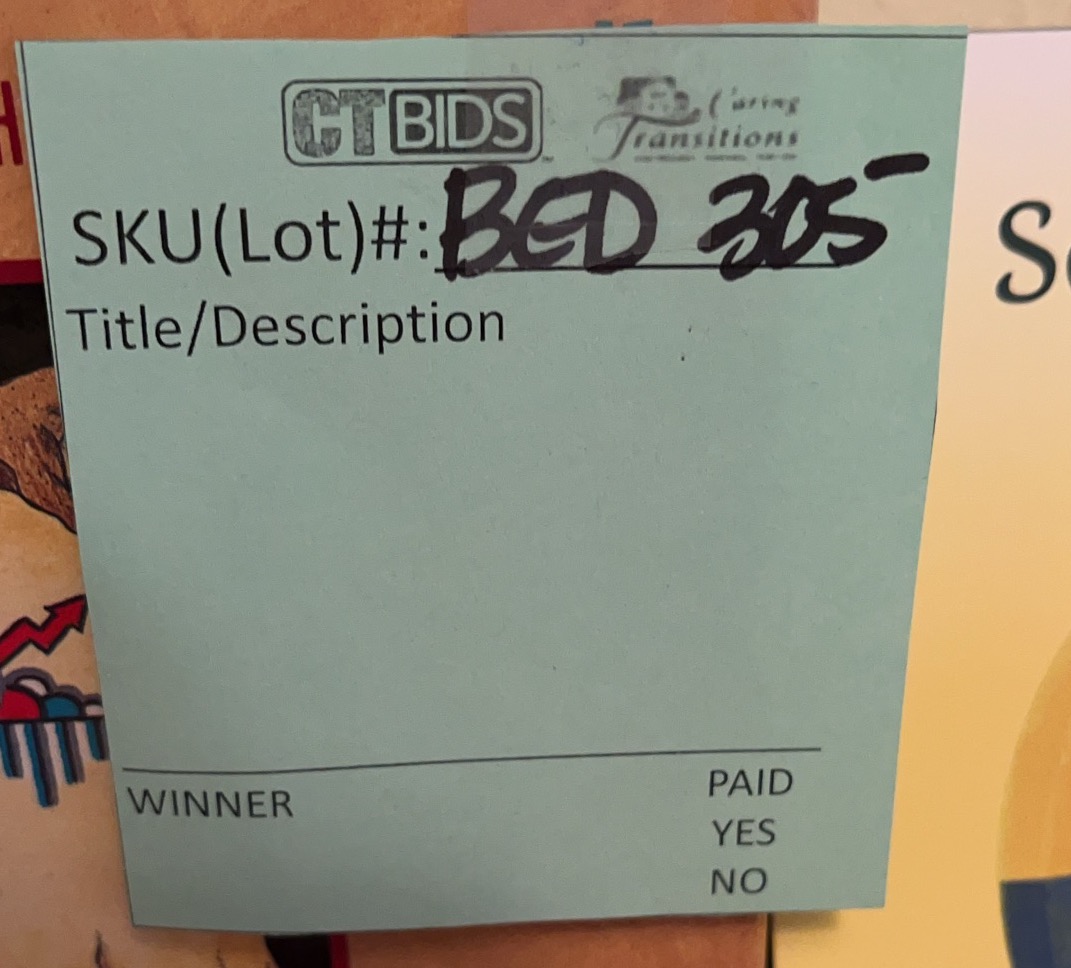 CTBIDS
Caring
Transitions
SKU(Lot)#: BED 305
Title/Description
WINNER
PAID
YES
NO